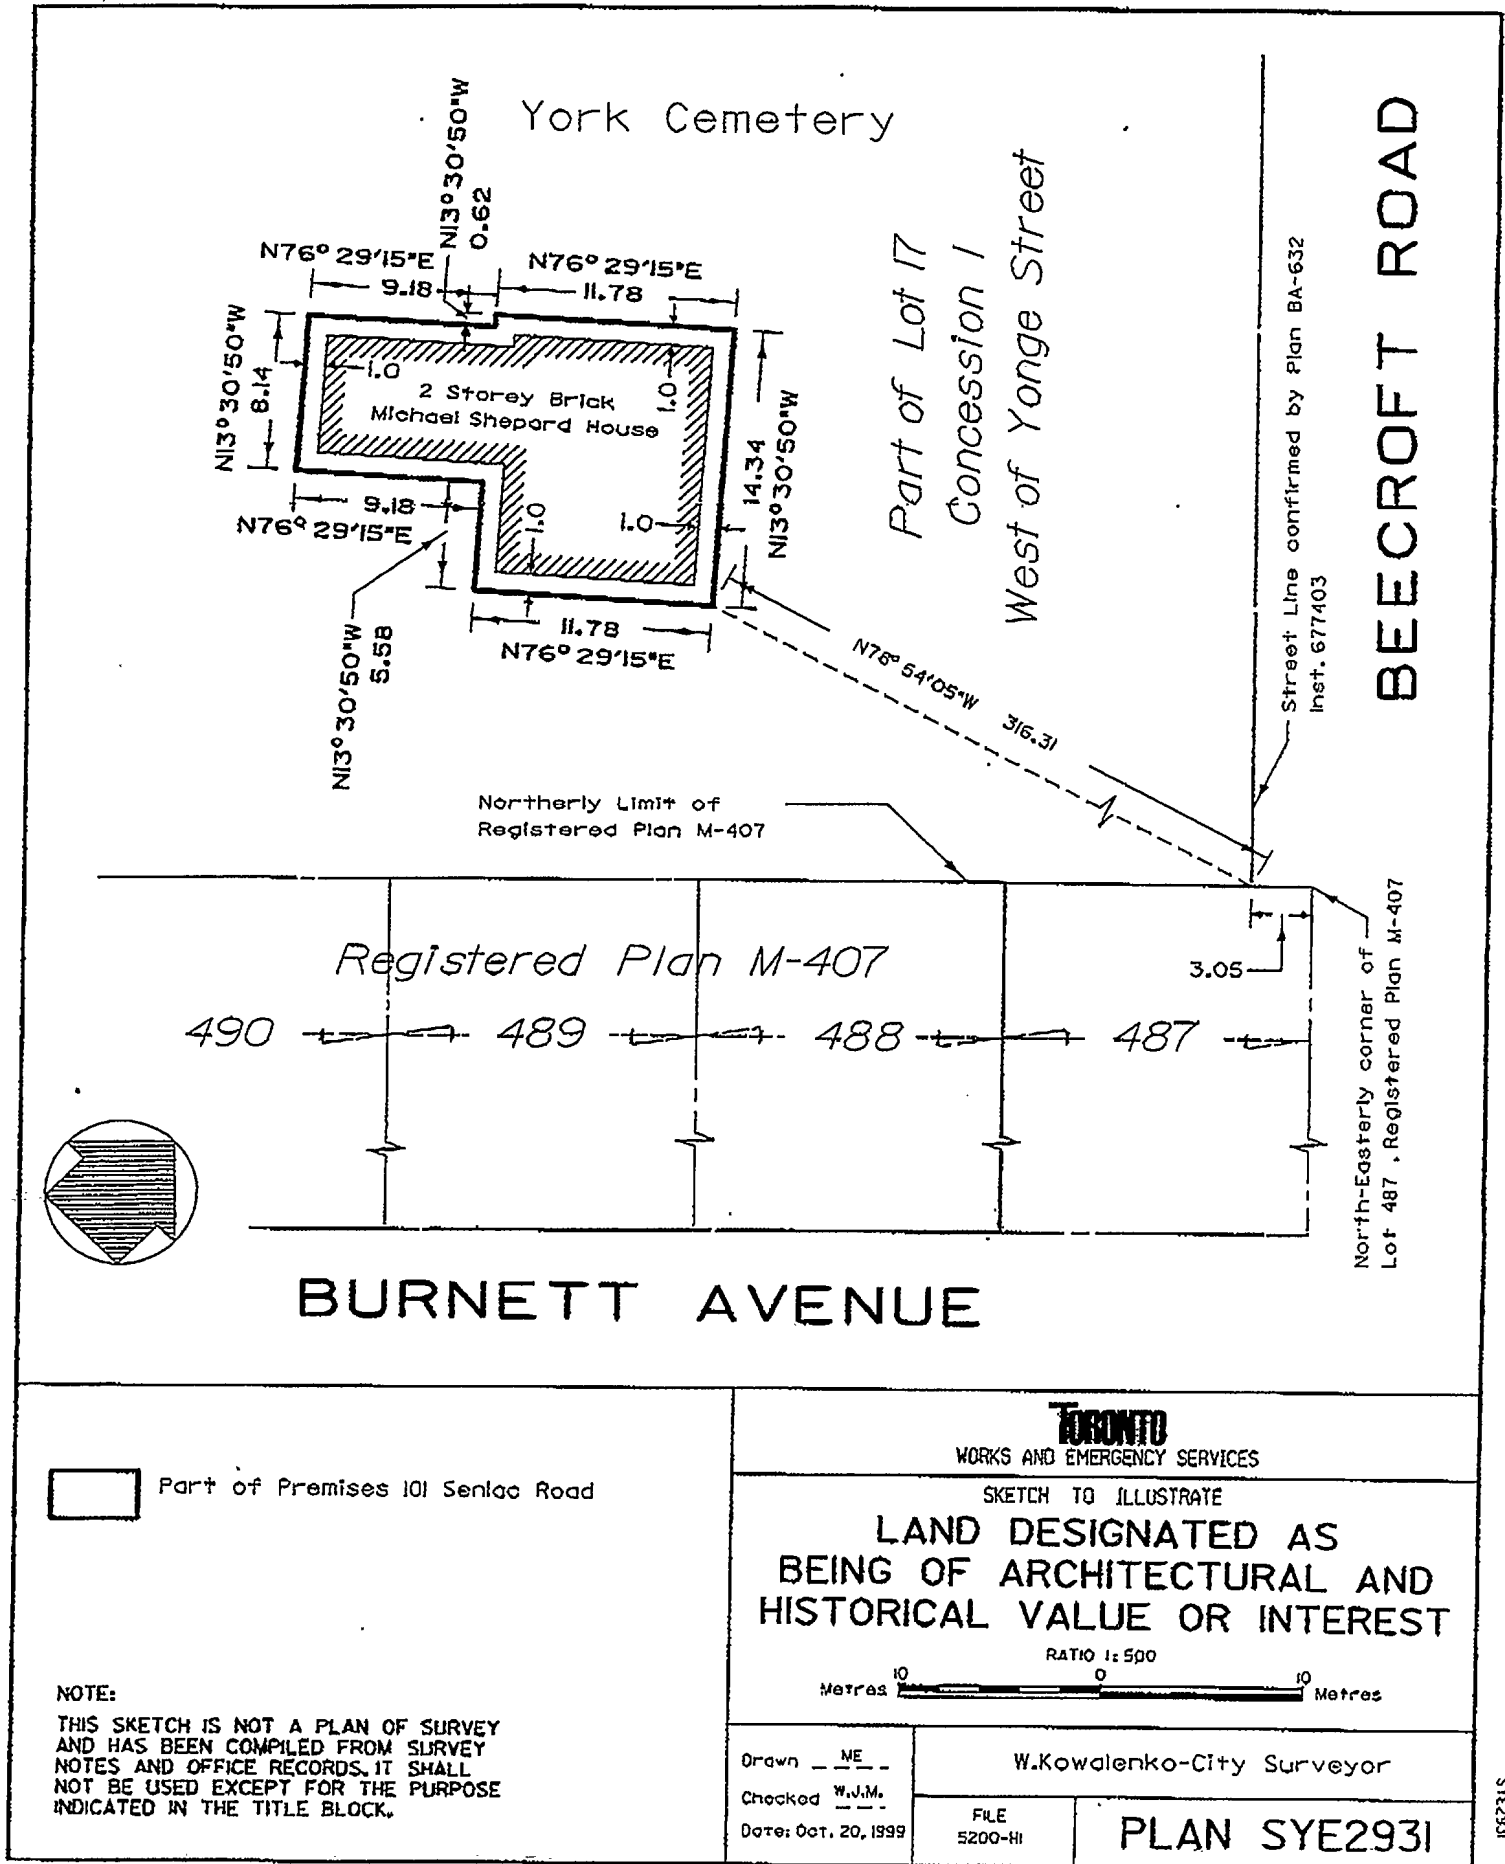 York Cemetery
BEECROFT ROAD
N13°30'50"W
0.62
N76°29'15"E
9.18
N76°29'15"E
11.78
Part of Lot 17
Concession 1
West of Yonge Street
Street Line confirmed by Plan BA-632
Inst. 677403
N13°30'50"W
8.14
1.0
1.0
2 Storey Brick
Michael Shepard House
14.34
N13°30'50"W
9.18
N76°29'15"E
1.0
1.0
N13°30'50"W
5.58
11.78
N76°29'15"E
N78°54'05"W 316.31
Northerly Limit of
Registered Plan M-407
Registered Plan M-407
3.05
North-Easterly corner of
Lot 487 , Registered Plan M-407
490
489
488
487
BURNETT AVENUE
Part of Premises 101 Senlac Road
NOTE:
THIS SKETCH IS NOT A PLAN OF SURVEY
AND HAS BEEN COMPILED FROM SURVEY
NOTES AND OFFICE RECORDS. IT SHALL
NOT BE USED EXCEPT FOR THE PURPOSE
INDICATED IN THE TITLE BLOCK.
TORONTO
WORKS AND EMERGENCY SERVICES
SKETCH TO ILLUSTRATE
LAND DESIGNATED AS
BEING OF ARCHITECTURAL AND
HISTORICAL VALUE OR INTEREST
RATIO 1:500
Metres 10 0 10 Metres
Drawn NE
Checked W.J.M.
Date: Oct. 20, 1999
W.Kowalenko-City Surveyor
FILE
5200-H1
PLAN SYE2931